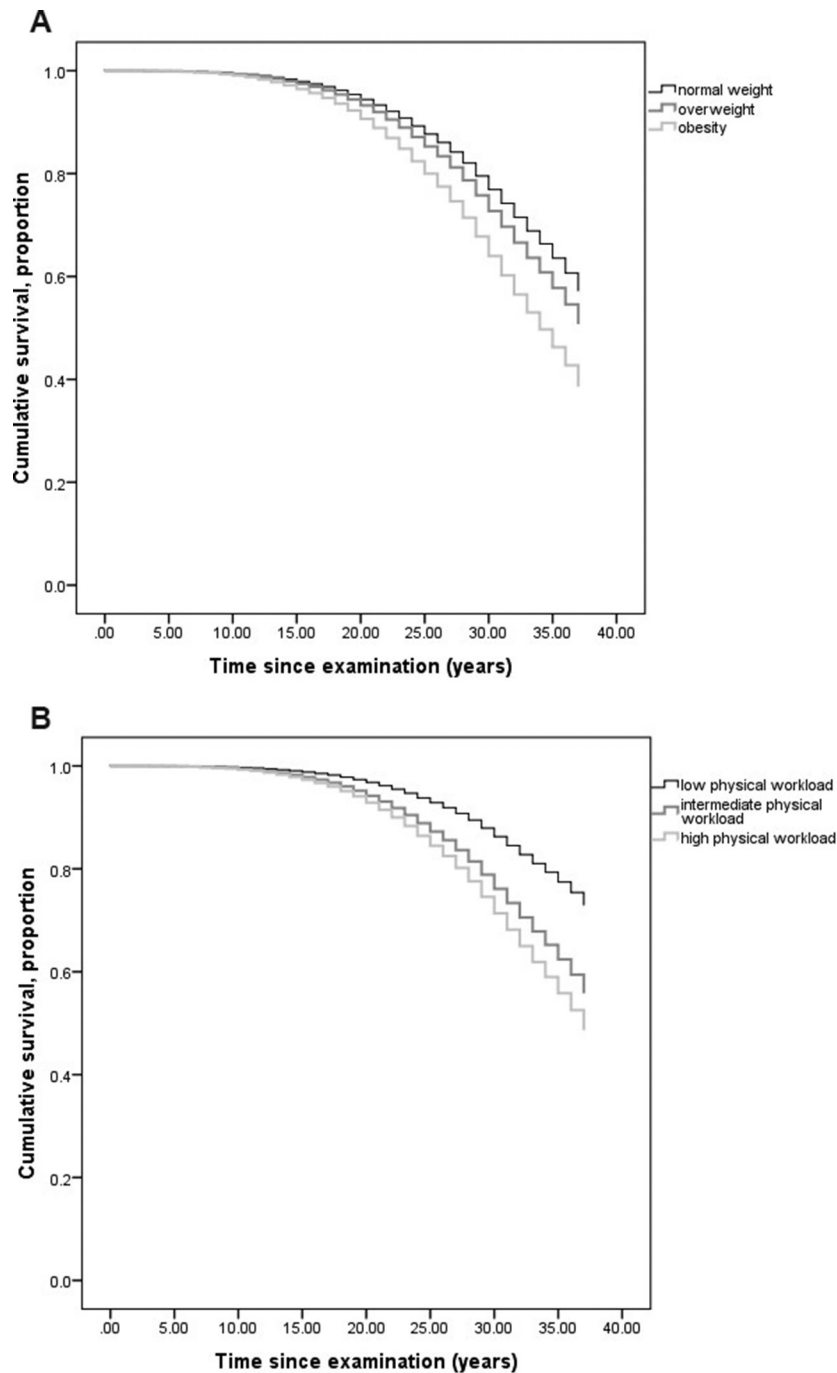 A
1.0
0.8
0.6
0.4
0.2
0.0
Cumulative survival, proportion
.00 5.00 10.00 15.00 20.00 25.00 30.00 35.00 40.00
Time since examination (years)
normal weight
overweight
obesity
B
1.0
0.8
0.6
0.4
0.2
0.0
Cumulative survival, proportion
.00 5.00 10.00 15.00 20.00 25.00 30.00 35.00 40.00
Time since examination (years)
low physical workload
intermediate physical
workload
high physical workload